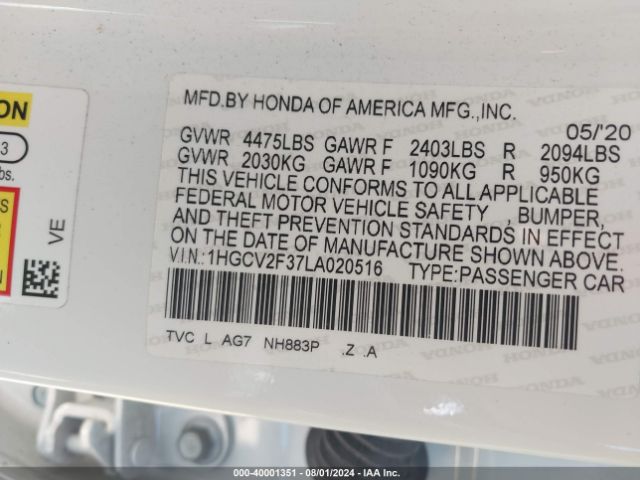 ON
3
bs.
S
VE
MFD.BY HONDA OF AMERICA MFG.,INC.
05/'20
GVWR 4475LBS GAWR F 2403LBS R 2094LBS
GVWR 2030KG GAWR F 1090KG R 950KG
THIS VEHICLE CONFORMS TO ALL APPLICABLE
FEDERAL MOTOR VEHICLE SAFETY BUMPER,
AND THEFT PREVENTION STANDARDS IN EFFECT
ON THE DATE OF MANUFACTURE SHOWN ABOVE.
V.I.N.:1HGCV2F37LA020516 TYPE:PASSENGER CAR
TVC L AG7 NH883P .Z .A
000-40001351 - 08/01/2024 - IAA Inc.